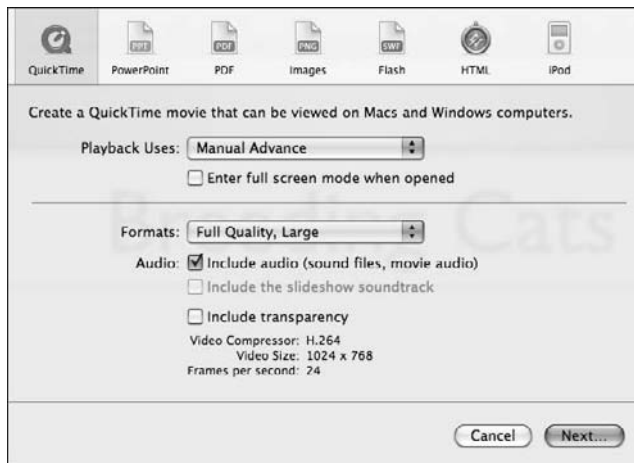 PPT PDF PNG SWF
QuickTime PowerPoint PDF Images Flash HTML iPod
Create a QuickTime movie that can be viewed on Macs and Windows computers.
Playback Uses: Manual Advance
Enter full screen mode when opened
Breeding Cats
Formats: Full Quality, Large
Audio: Include audio (sound files, movie audio)
Include the slideshow soundtrack
Include transparency
Video Compressor: H.264
Video Size: 1024 x 768
Frames per second: 24
Cancel Next...